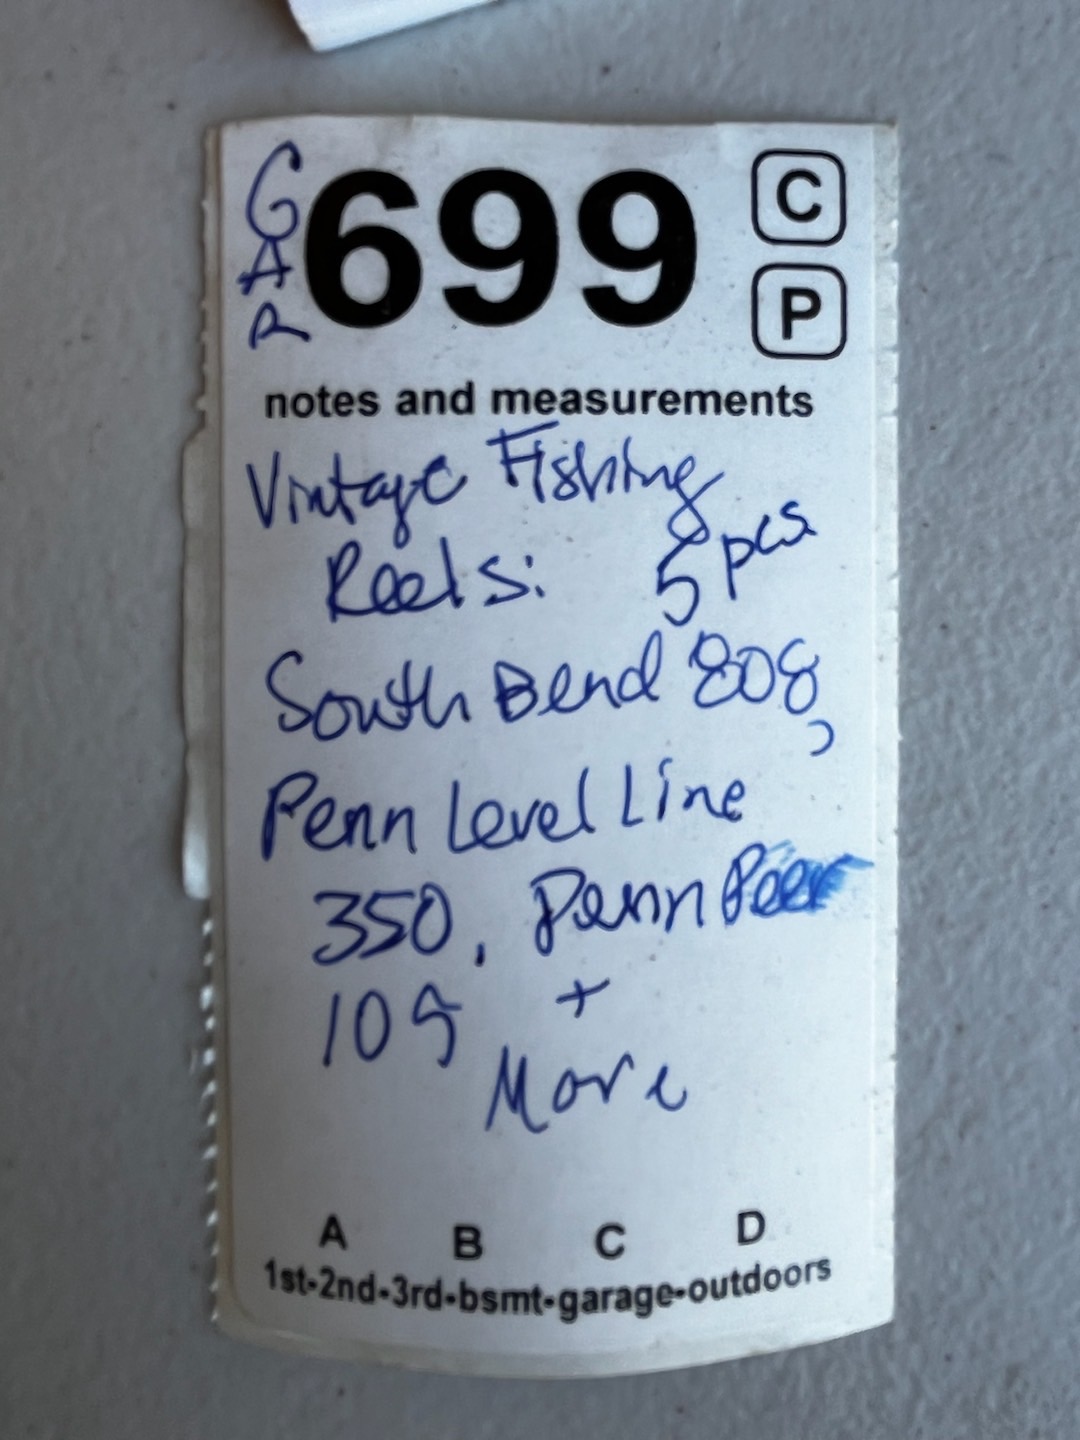 GAR
699
C
P
notes and measurements
Vintage Fishing
Reels: 5 pcs
South Bend 808,
Penn Level Line
350, Penn Peer
109 +
More
A B C D
1st-2nd-3rd-bsmt-garage-outdoors